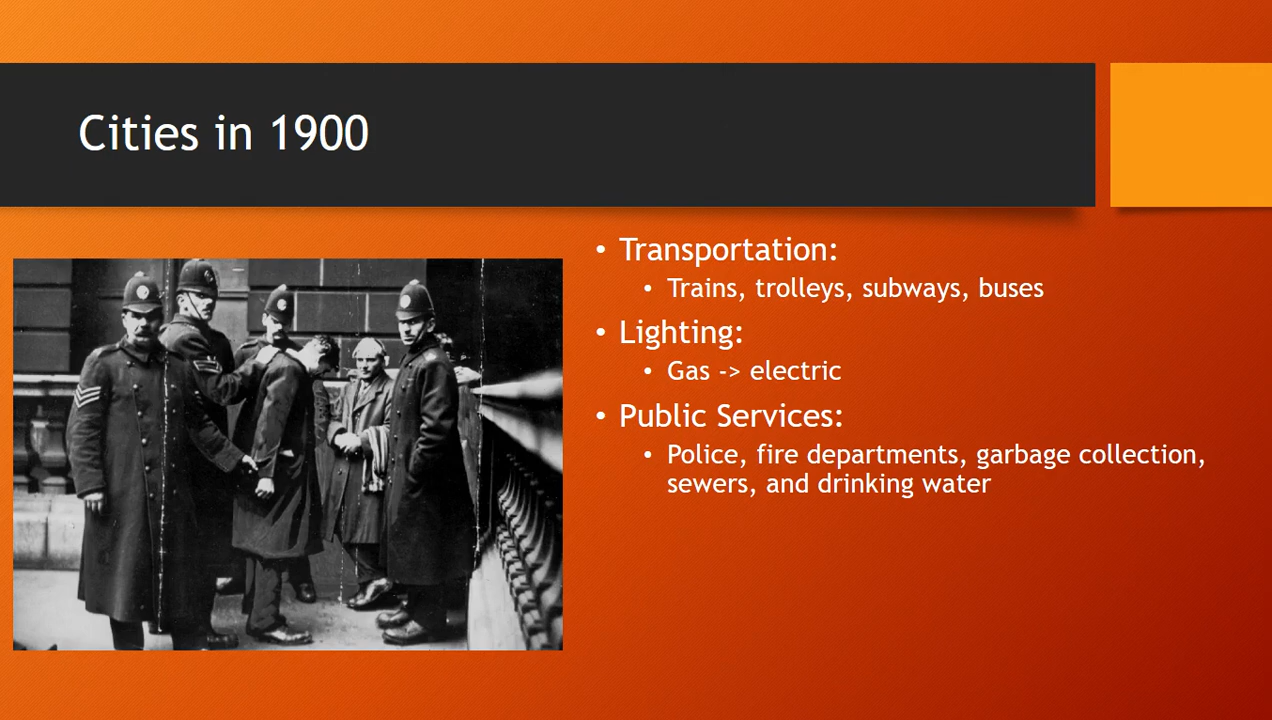 Cities in 1900
• Transportation:
• Trains, trolleys, subways, buses
• Lighting:
• Gas -> electric
• Public Services:
• Police, fire departments, garbage collection,
sewers, and drinking water